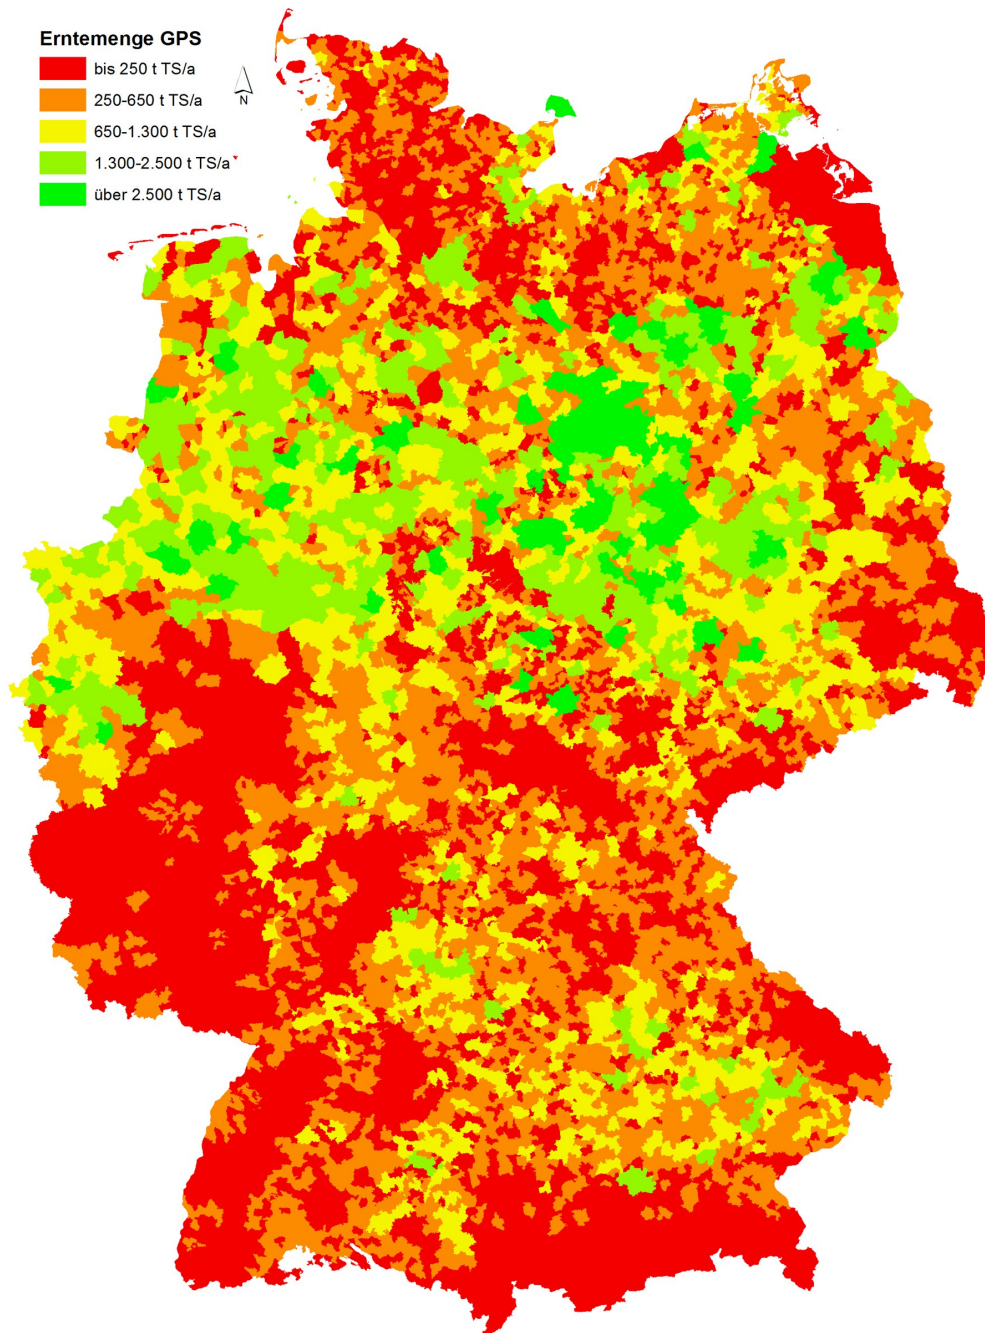 Erntemenge GPS
bis 250 t TS/a
250-650 t TS/a
650-1.300 t TS/a
1.300-2.500 t TS/a
über 2.500 t TS/a
N